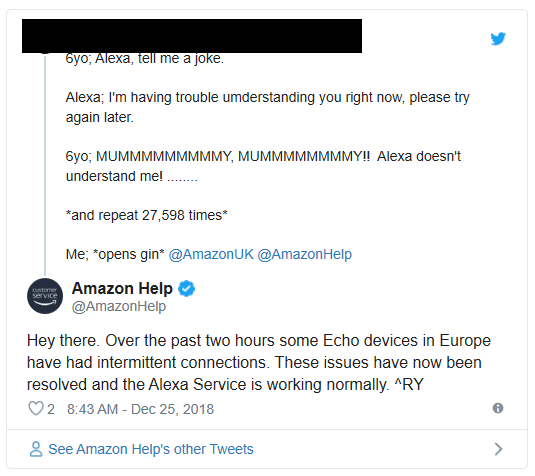 6yo; Alexa, tell me a joke.
Alexa; I'm having trouble umderstanding you right now, please try
again later.
6yo; MUMMMMMMMMMY, MUMMMMMMMMY!! Alexa doesn't
understand me! ........
*and repeat 27,598 times*
Me; *opens gin* @AmazonUK @AmazonHelp
customer
service
Amazon Help
@AmazonHelp
Hey there. Over the past two hours some Echo devices in Europe
have had intermittent connections. These issues have now been
resolved and the Alexa Service is working normally. ^RY
2 8:43 AM - Dec 25, 2018
See Amazon Help's other Tweets